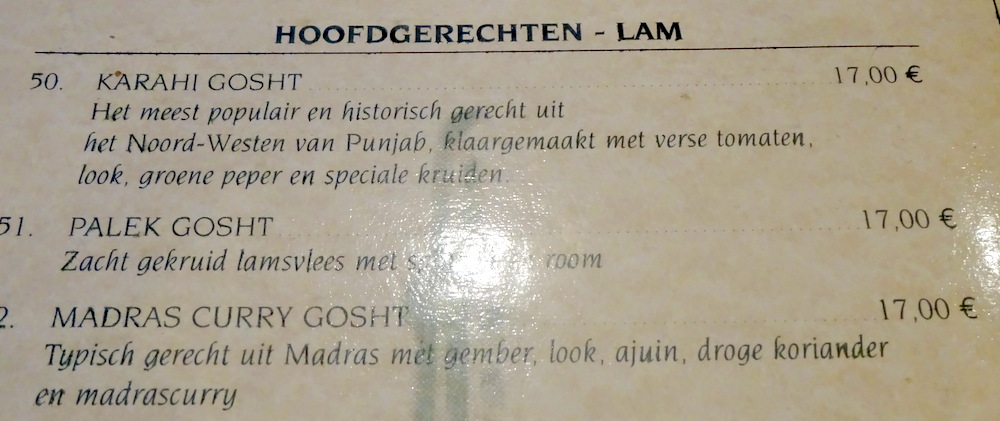 HOOFDGERECHTEN - LAM
50. KARAHI GOSHT 17,00 €
Het meest populair en historisch gerecht uit
het Noord-Westen van Punjab, klaargemaakt met verse tomaten,
look, groene peper en speciale kruiden.
51. PALEK GOSHT 17,00 €
Zacht gekruid lamsvlees met room
2. MADRAS CURRY GOSHT 17,00 €
Typisch gerecht uit Madras met gember, look, ajuin, droge koriander
en madrascurry